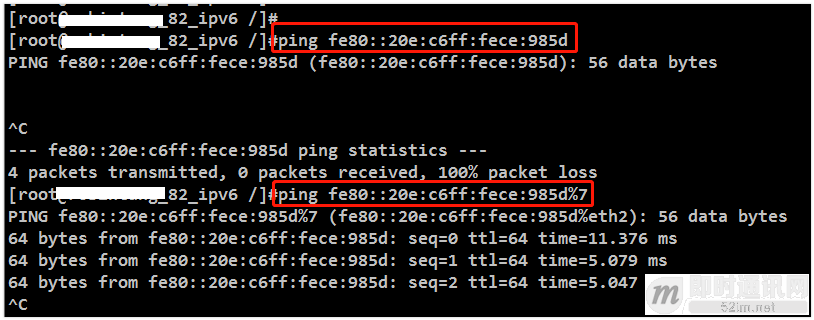 [root@ _82_ipv6 /]#
[root@ _82_ipv6 /]#ping fe80::20e:c6ff:fece:985d
PING fe80::20e:c6ff:fece:985d (fe80::20e:c6ff:fece:985d): 56 data bytes
^C
--- fe80::20e:c6ff:fece:985d ping statistics ---
4 packets transmitted, 0 packets received, 100% packet loss
[root@ _82_ipv6 /]#ping fe80::20e:c6ff:fece:985d%7
PING fe80::20e:c6ff:fece:985d%7 (fe80::20e:c6ff:fece:985d%eth2): 56 data bytes
64 bytes from fe80::20e:c6ff:fece:985d: seq=0 ttl=64 time=11.376 ms
64 bytes from fe80::20e:c6ff:fece:985d: seq=1 ttl=64 time=5.079 ms
64 bytes from fe80::20e:c6ff:fece:985d: seq=2 ttl=64 time=5.047
^C
即时通讯网
52im.net